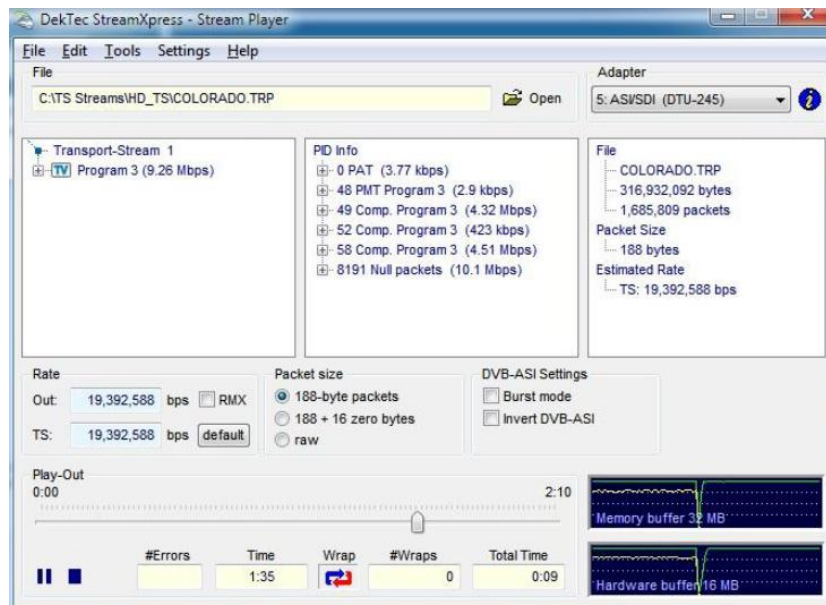 DekTec StreamXpress - Stream Player
File Edit Tools Settings Help
File
C:\TS Streams\HD_TS\COLORADO.TRP
Open
Adapter
5: ASI/SDI (DTU-245)
Transport-Stream 1
TV Program 3 (9.26 Mbps)
PID Info
0 PAT (3.77 kbps)
48 PMT Program 3 (2.9 kbps)
49 Comp. Program 3 (4.32 Mbps)
52 Comp. Program 3 (423 kbps)
58 Comp. Program 3 (4.51 Mbps)
8191 Null packets (10.1 Mbps)
File
COLORADO.TRP
316,932,092 bytes
1,685,809 packets
Packet Size
188 bytes
Estimated Rate
TS: 19,392,588 bps
Rate
Out: 19,392,588 bps RMX
TS: 19,392,588 bps default
Packet size
188-byte packets
188 + 16 zero bytes
raw
DVB-ASI Settings
Burst mode
Invert DVB-ASI
Play-Out
0:00 2:10
#Errors Time Wrap #Wraps Total Time
1:35 0 0:09
Memory buffer 32 MB
Hardware buffer 16 MB